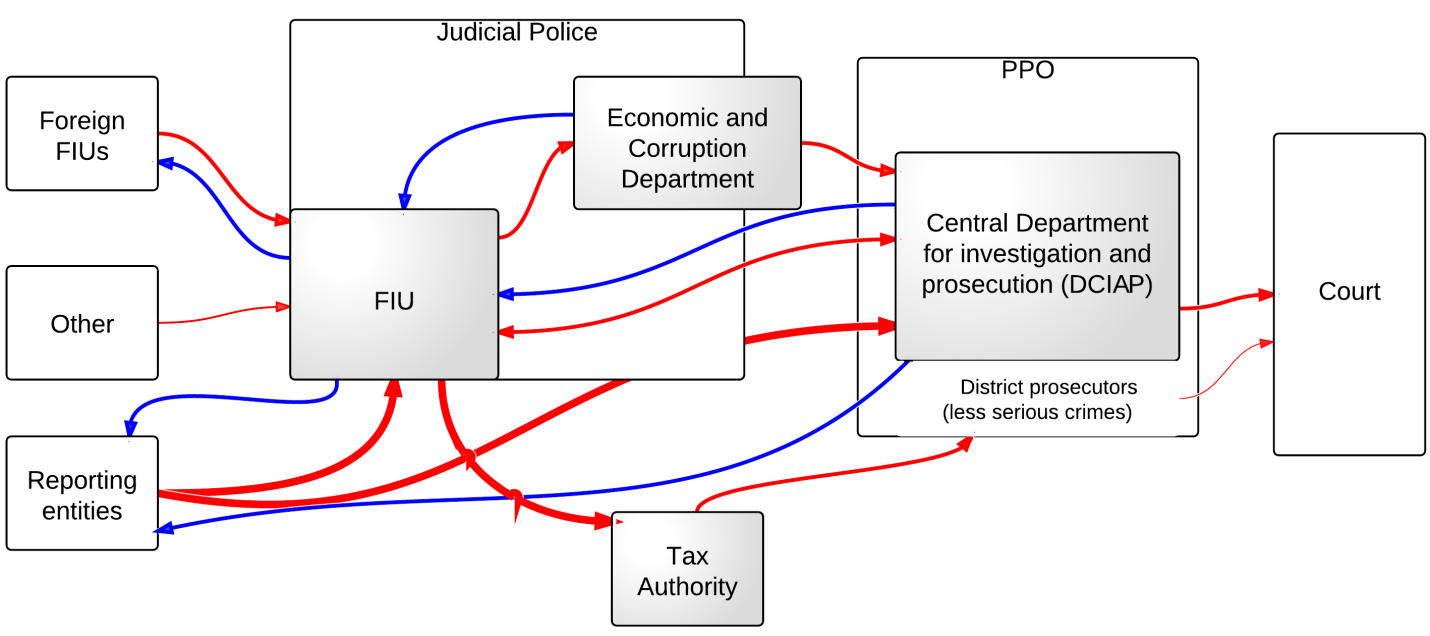 Judicial Police
PPO
Foreign
FIUs
Economic and
Corruption
Department
Central Department
for investigation and
prosecution (DCIAP)
Court
FIU
Other
District prosecutors
(less serious crimes)
Reporting
entities
Tax
Authority